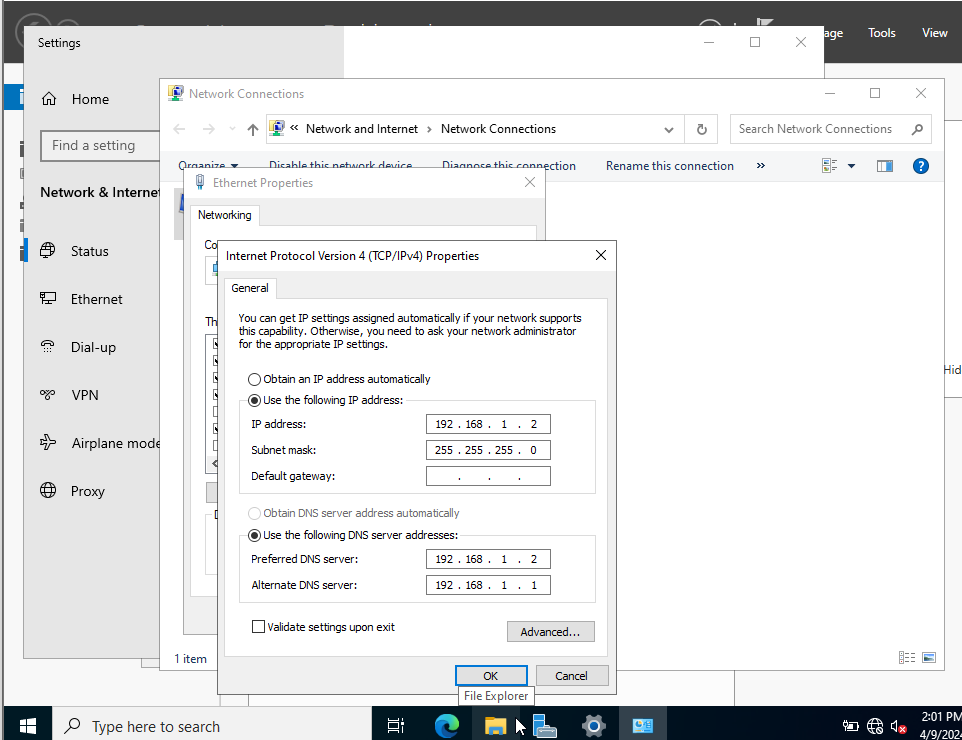 Settings
age Tools View
Network Connections
Home
« Network and Internet › Network Connections
Search Network Connections
Find a setting
Organize Disable this network device Diagnose this connection Rename this connection »
Ethernet Properties
Network & Internet
Networking
Status
Co
Internet Protocol Version 4 (TCP/IPv4) Properties
General
Ethernet
You can get IP settings assigned automatically if your network supports
this capability. Otherwise, you need to ask your network administrator
for the appropriate IP settings.
Th
Dial-up
Hid
Obtain an IP address automatically
Use the following IP address:
VPN
IP address: 192 . 168 . 1 . 2
Airplane mode
Subnet mask: 255 . 255 . 255 . 0
Default gateway: . . .
Proxy
Obtain DNS server address automatically
Use the following DNS server addresses:
Preferred DNS server: 192 . 168 . 1 . 2
Alternate DNS server: 192 . 168 . 1 . 1
Validate settings upon exit
Advanced...
1 item
OK Cancel
File Explorer
Type here to search
2:01 PM
4/9/2024